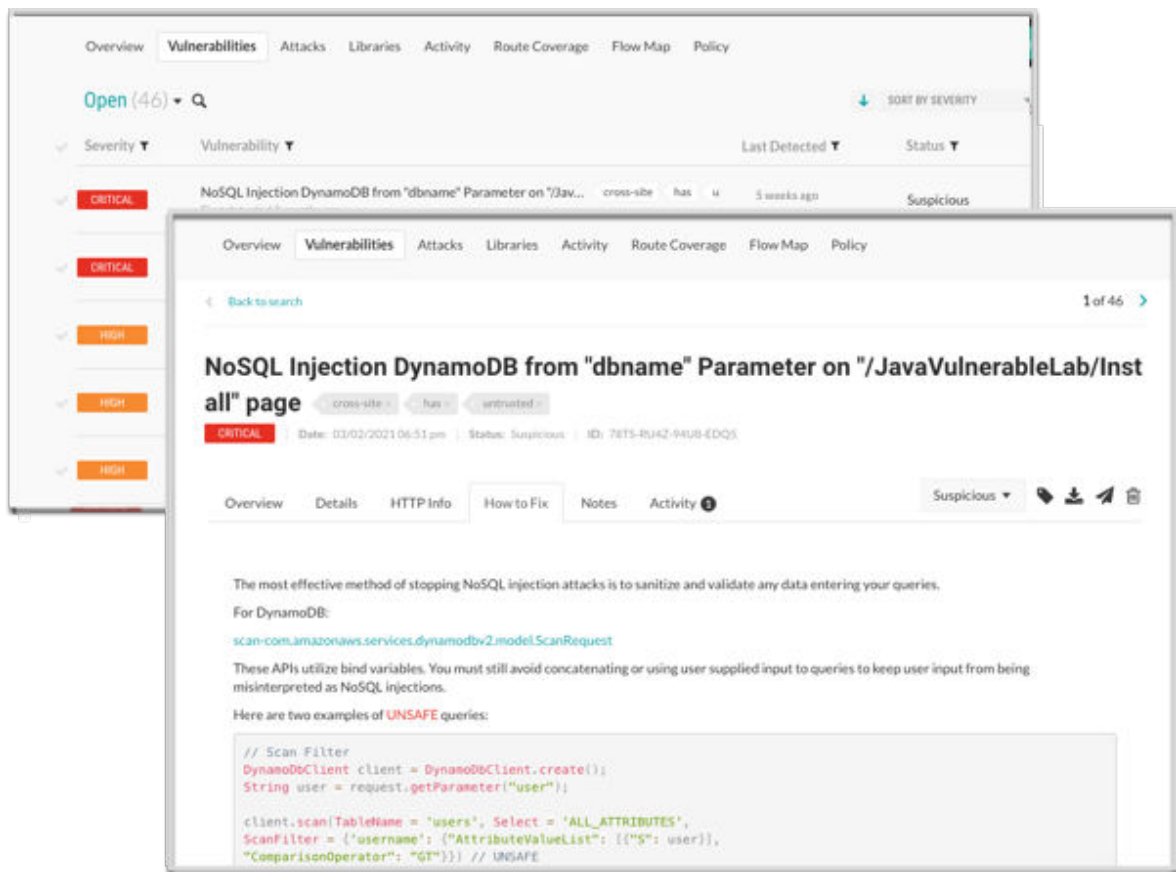 Overview Vulnerabilities Attacks Libraries Activity Route Coverage Flow Map Policy
Open (46)
SORT BY SEVERITY
Severity Vulnerability Last Detected Status
CRITICAL NoSQL Injection DynamoDB from "dbname" Parameter on "/Jav... cross-site has u 5 weeks ago Suspicious
CRITICAL
HIGH
HIGH
HIGH
Overview Vulnerabilities Attacks Libraries Activity Route Coverage Flow Map Policy
Back to search 1 of 46
NoSQL Injection DynamoDB from "dbname" Parameter on "/JavaVulnerableLab/Inst
all" page cross-site has untrusted
CRITICAL Date: 03/02/2021 06:51 pm Status: Suspicious ID:
Overview Details HTTP Info How to Fix Notes Activity 1 Suspicious
The most effective method of stopping NoSQL injection attacks is to sanitize and validate any data entering your queries.
For DynamoDB:
scan-com.amazonaws.services.dynamodbv2.model.ScanRequest
These APIs utilize bind variables. You must still avoid concatenating or using user supplied input to queries to keep user input from being
misinterpreted as NoSQL injections.
Here are two examples of UNSAFE queries:
// Scan Filter
DynamoDbClient client = DynamoDbClient.create();
String user = request.getParameter("user");
client.scan(TableName = 'users', Select = 'ALL_ATTRIBUTES',
ScanFilter = {'username': {"AttributeValueList": [{"S": user}],
"ComparisonOperator": "GT"}}) // UNSAFE